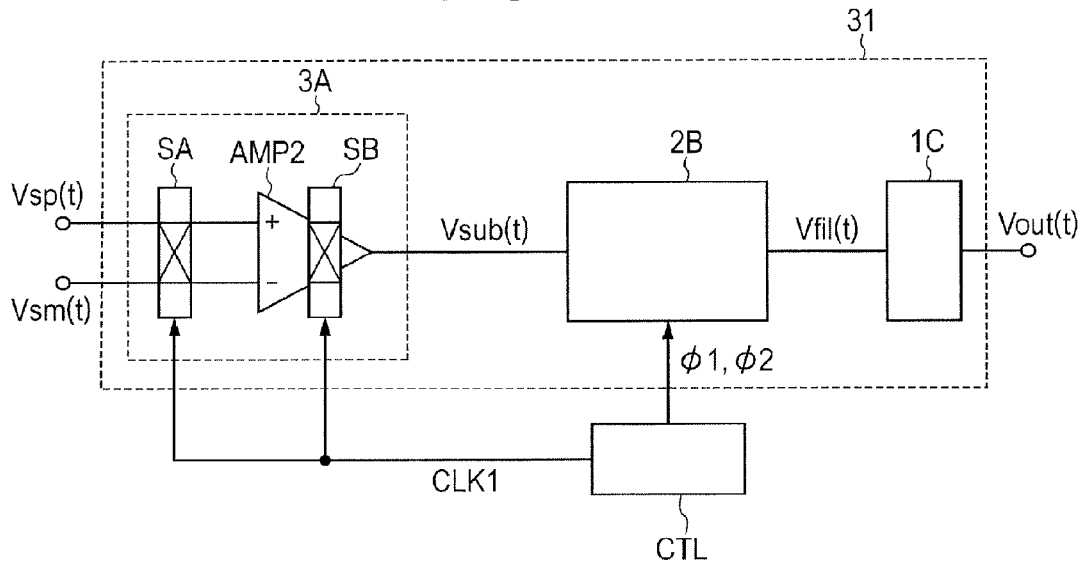 31
3A
SA
AMP2
SB
2B
1C
Vsp(t)
+
Vsub(t)
Vfil(t)
Vout(t)
-
Vsm(t)
ϕ1, ϕ2
CLK1
CTL